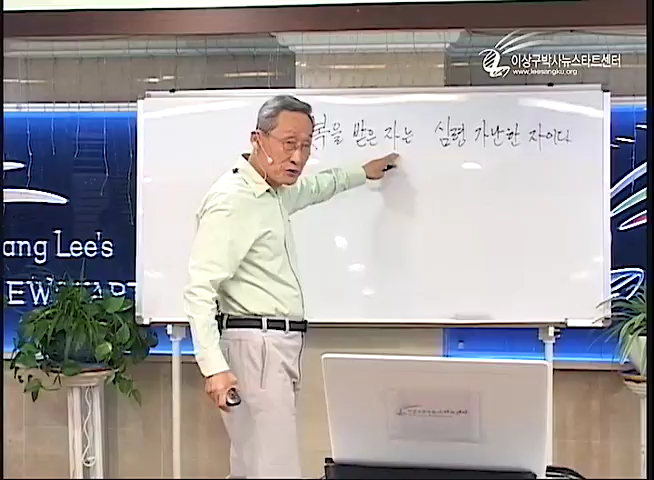 이상구박사뉴스타트센터
www.leesangku.org
복을 받은 자는 심령 가난한 자이다
ang Lee's
EWSTART